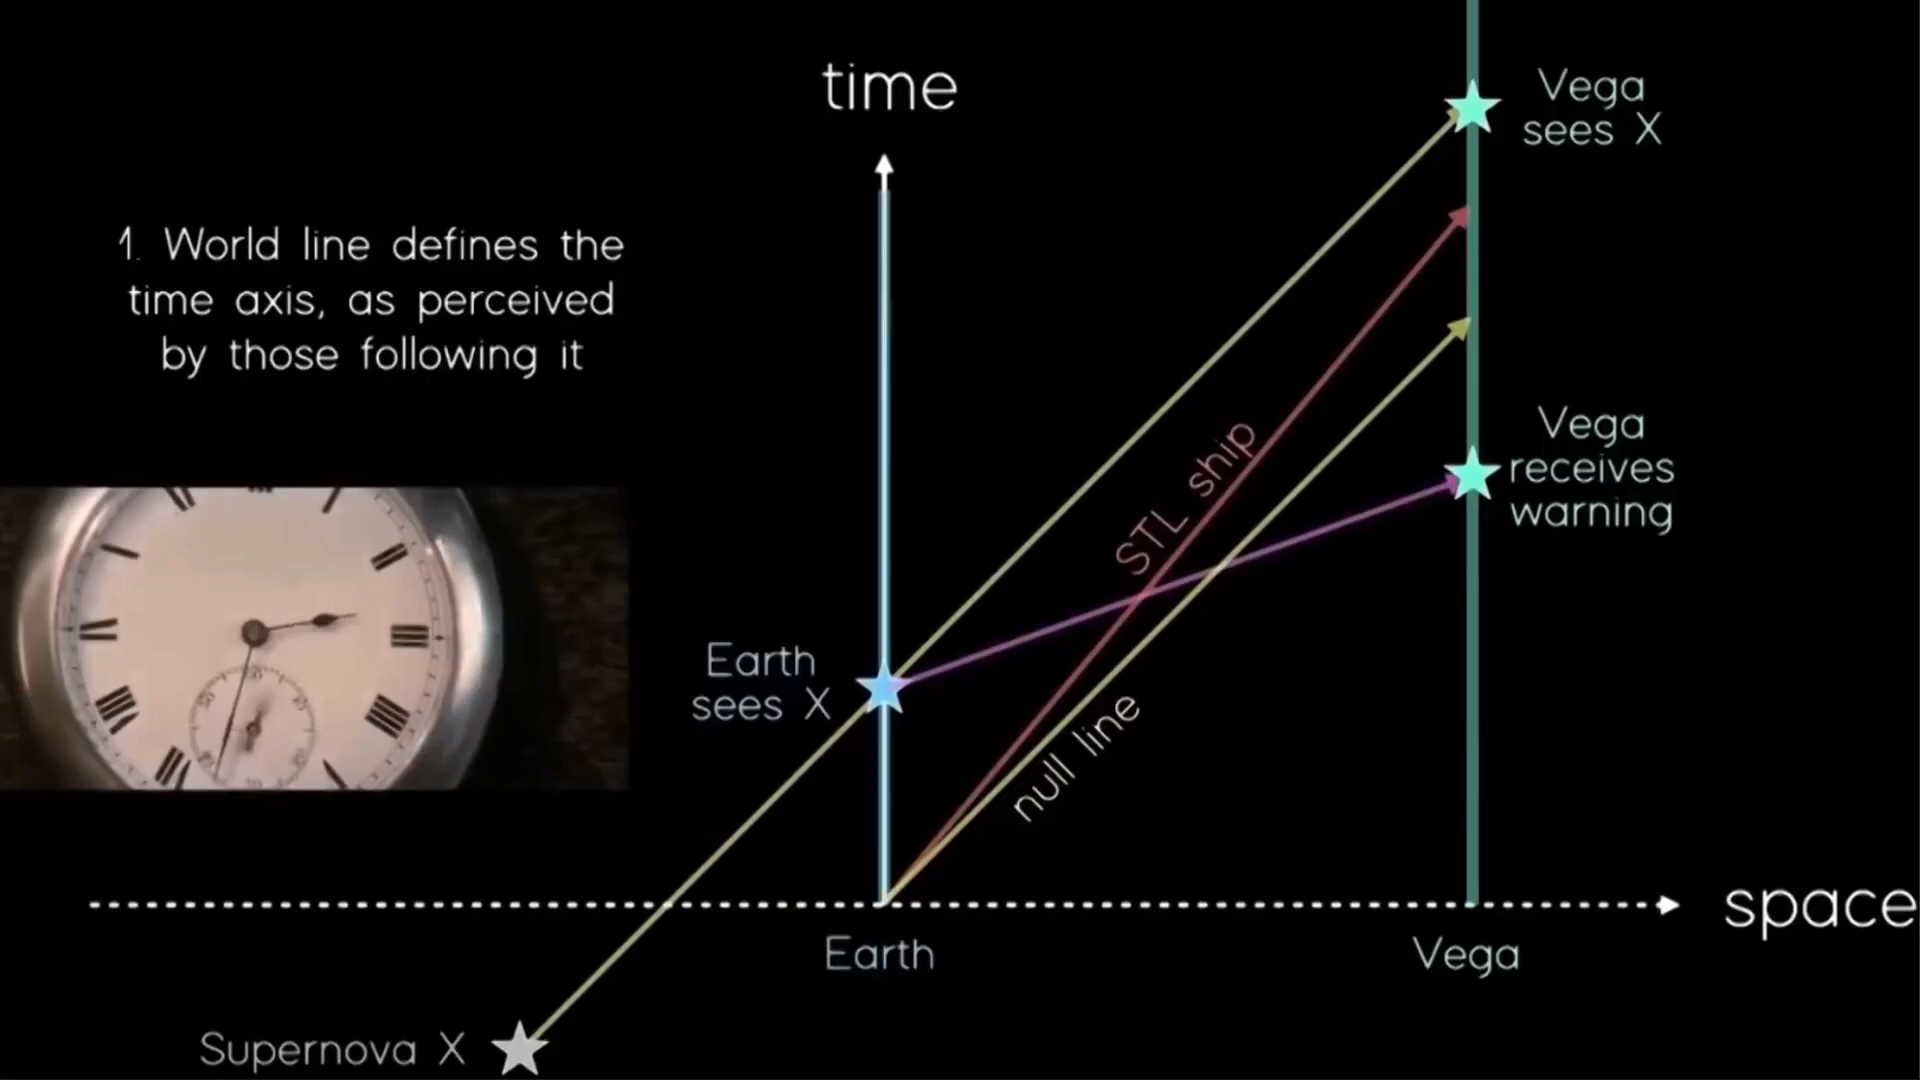 time
Vega
sees X
1. World line defines the
time axis, as perceived
by those following it
STL ship
Vega
receives
warning
Earth
sees X
null line
space
Earth
Vega
Supernova X